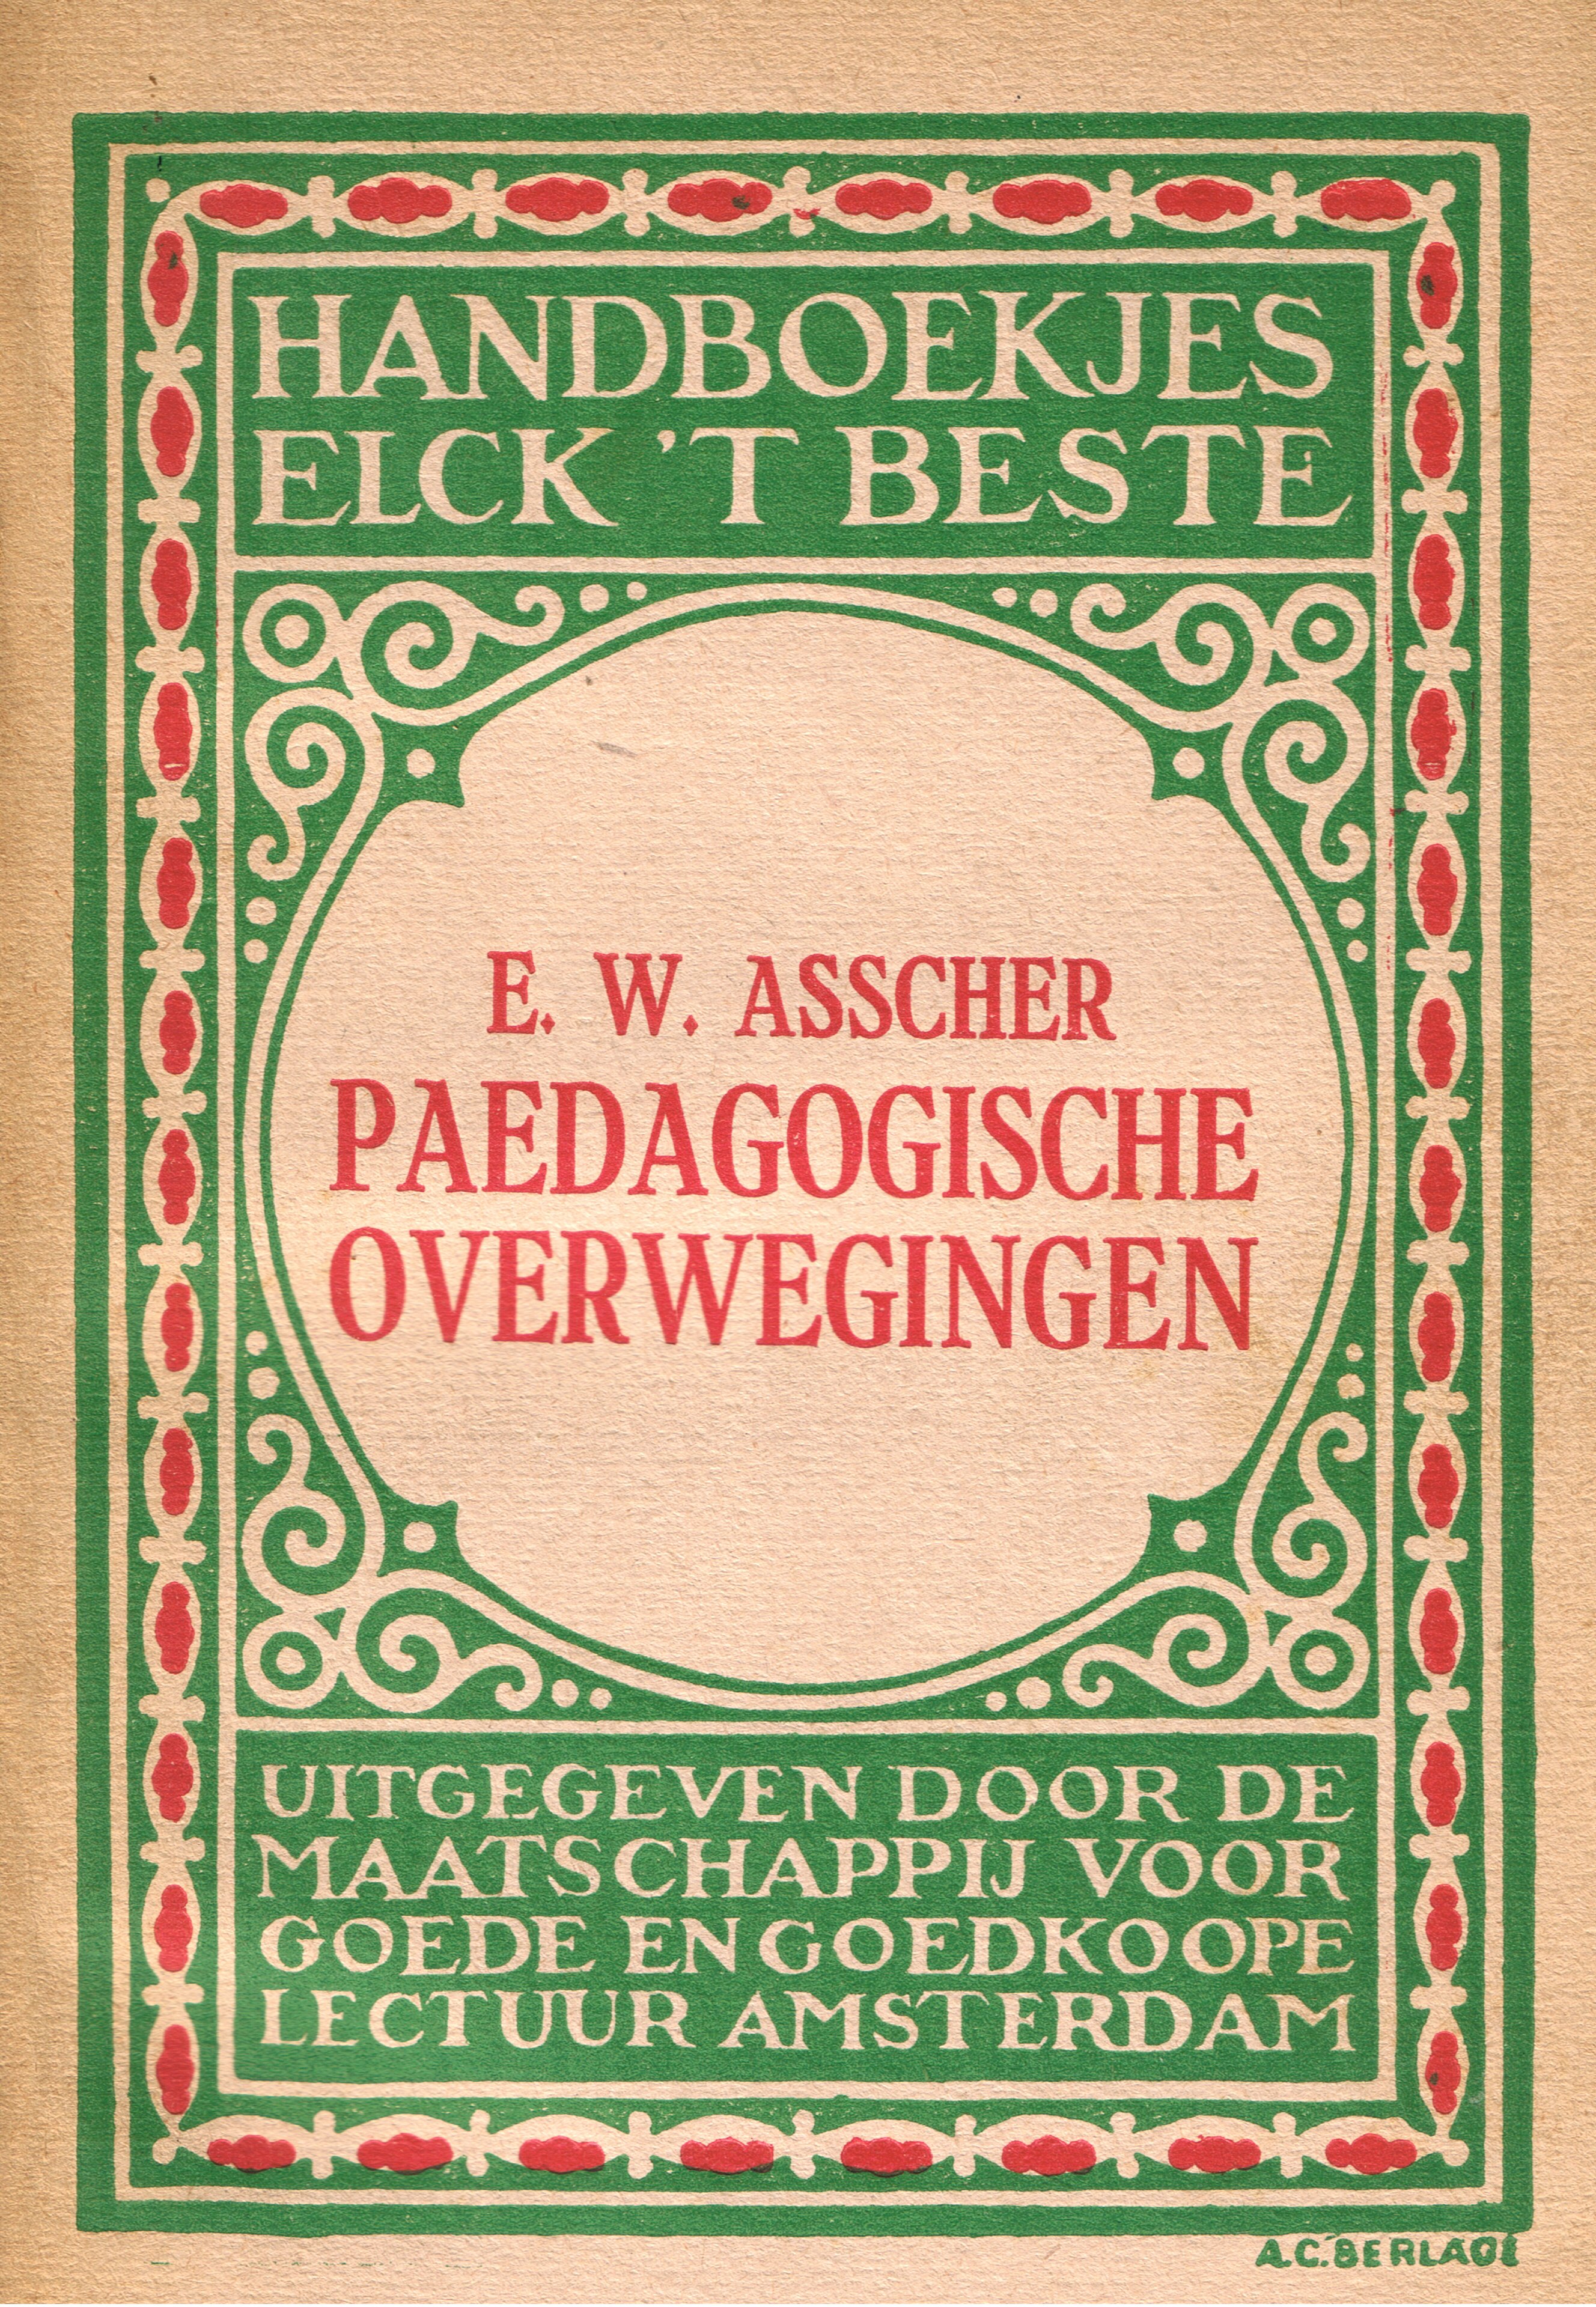 HANDBOEKJES
ELCK 'T BESTE
E. W. ASSCHER
PAEDAGOGISCHE
OVERWEGINGEN
UITGEGEVEN DOOR DE
MAATSCHAPPIJ VOOR
GOEDE EN GOEDKOOPE
LECTUUR AMSTERDAM
A.C. BERLAGE